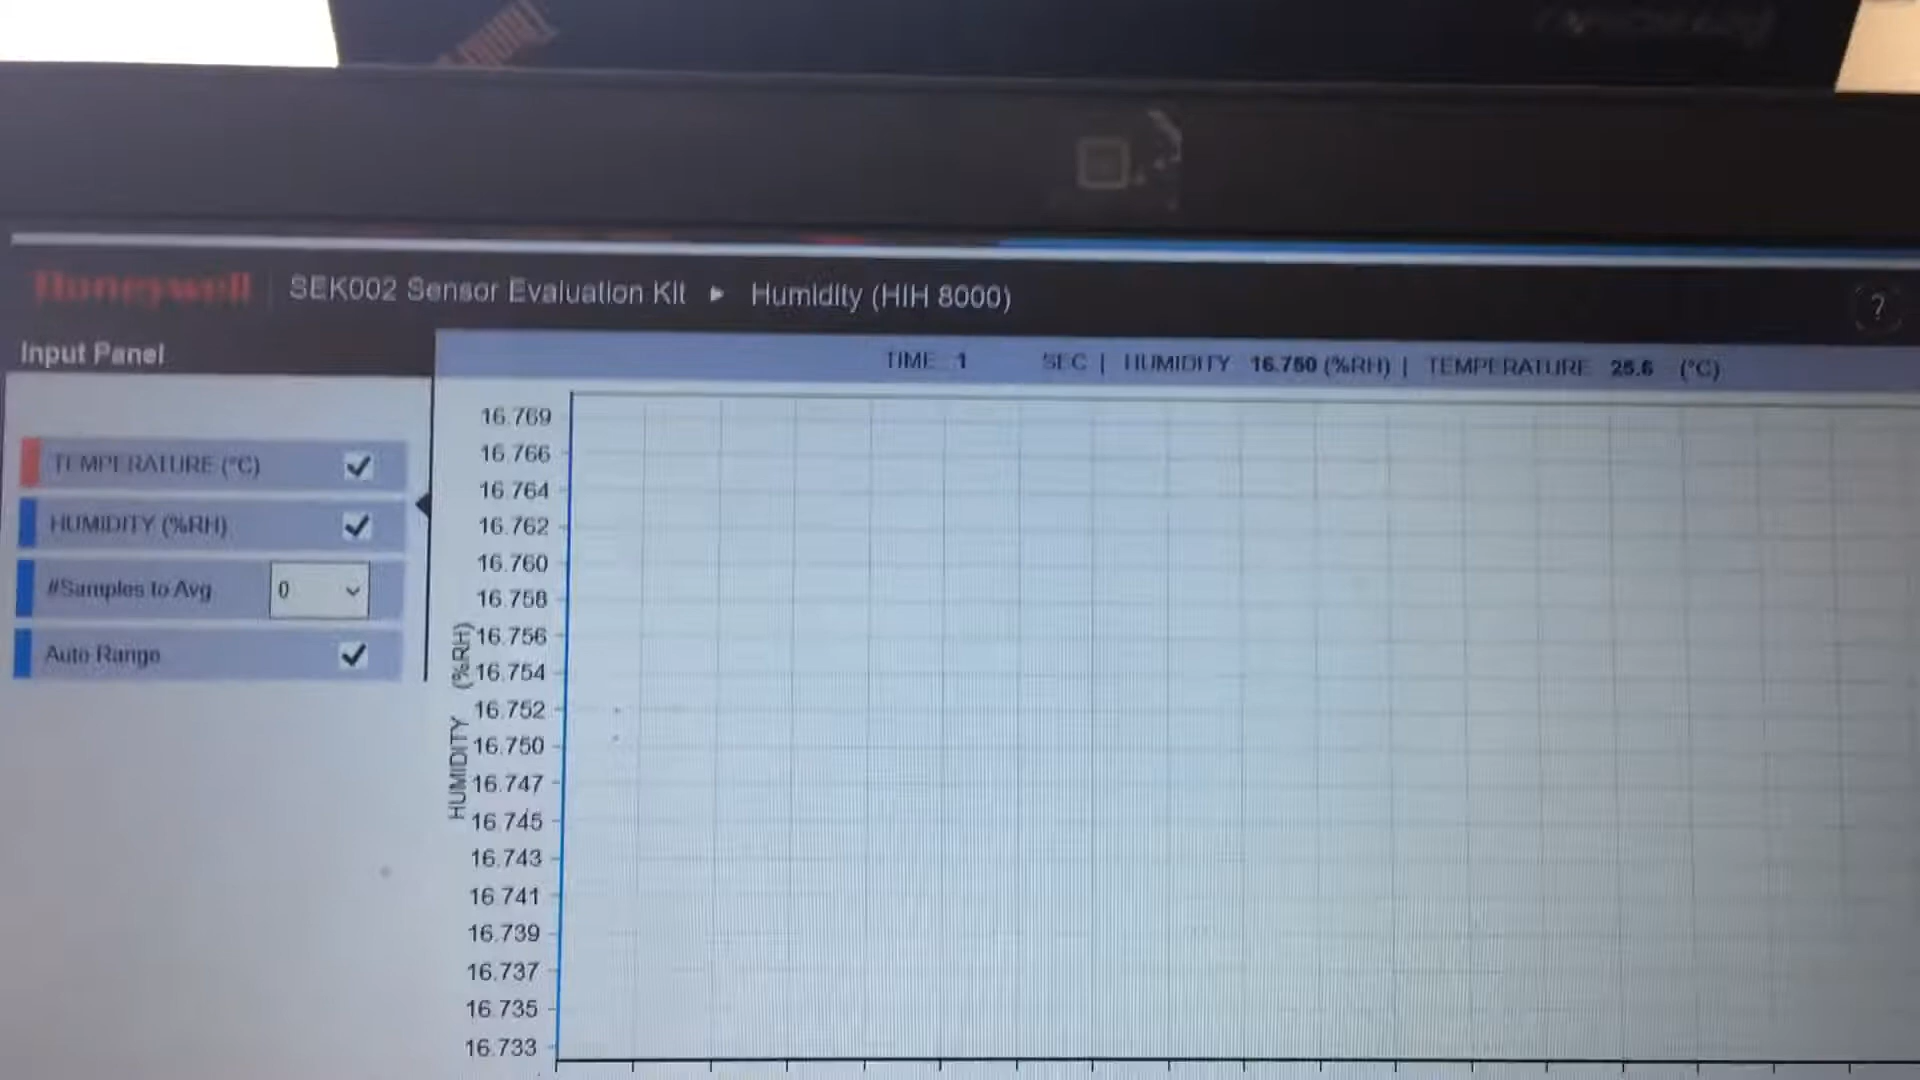 Honeywell
SEK002 Sensor Evaluation Kit ▸ Humidity (HIH 8000)
?
Input Panel
TIME 1 SEC | HUMIDITY 16.750 (%RH) | TEMPERATURE 25.6 (°C)
TEMPERATURE (°C)
HUMIDITY (%RH)
#Samples to Avg 0
Auto Range
HUMIDITY (%RH)
16.769
16.766
16.764
16.762
16.760
16.758
16.756
16.754
16.752
16.750
16.747
16.745
16.743
16.741
16.739
16.737
16.735
16.733